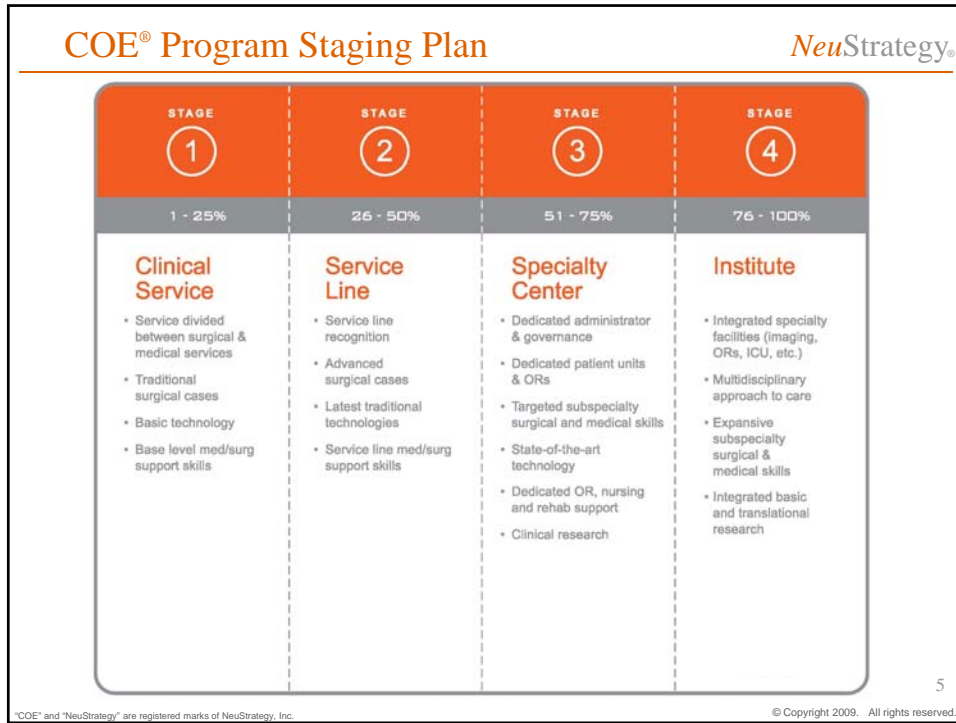 COE® Program Staging Plan
NeuStrategy®
STAGE
1
1 - 25%
Clinical
Service
• Service divided
between surgical &
medical services
• Traditional
surgical cases
• Basic technology
• Base level med/surg
support skills
STAGE
2
26 - 50%
Service
Line
• Service line
recognition
• Advanced
surgical cases
• Latest traditional
technologies
• Service line med/surg
support skills
STAGE
3
51 - 75%
Specialty
Center
• Dedicated administrator
& governance
• Dedicated patient units
& ORs
• Targeted subspecialty
surgical and medical skills
• State-of-the-art
technology
• Dedicated OR, nursing
and rehab support
• Clinical research
STAGE
4
76 - 100%
Institute
• Integrated specialty
facilities (imaging,
ORs, ICU, etc.)
• Multidisciplinary
approach to care
• Expansive
subspecialty
surgical &
medical skills
• Integrated basic
and translational
research
5
"COE" and "NeuStrategy" are registered marks of NeuStrategy, Inc.
© Copyright 2009. All rights reserved.